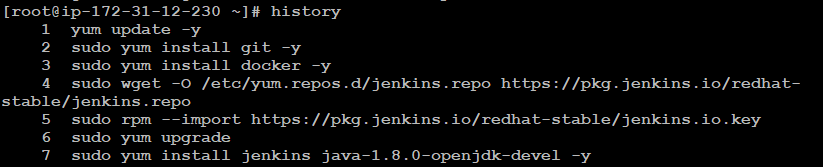 [root@ip-172-31-12-230 ~]# history
    1  yum update -y
    2  sudo yum install git -y
    3  sudo yum install docker -y
    4  sudo wget -O /etc/yum.repos.d/jenkins.repo https://pkg.jenkins.io/redhat-
stable/jenkins.repo
    5  sudo rpm --import https://pkg.jenkins.io/redhat-stable/jenkins.io.key
    6  sudo yum upgrade
    7  sudo yum install jenkins java-1.8.0-openjdk-devel -y